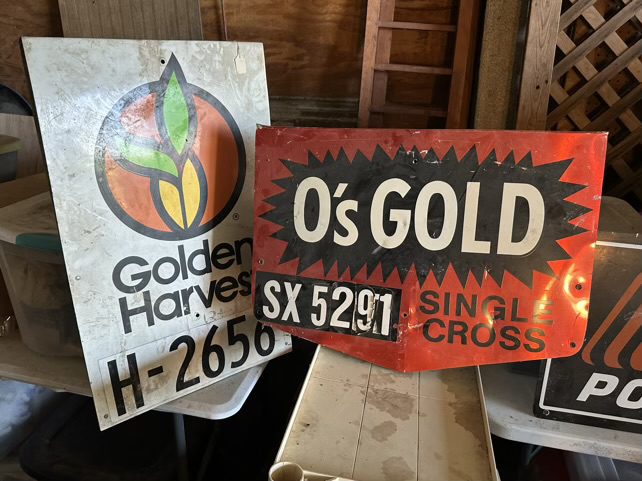 Golden
Harvest
H-2656
O's GOLD
SX 5291
SINGLE
CROSS
PO